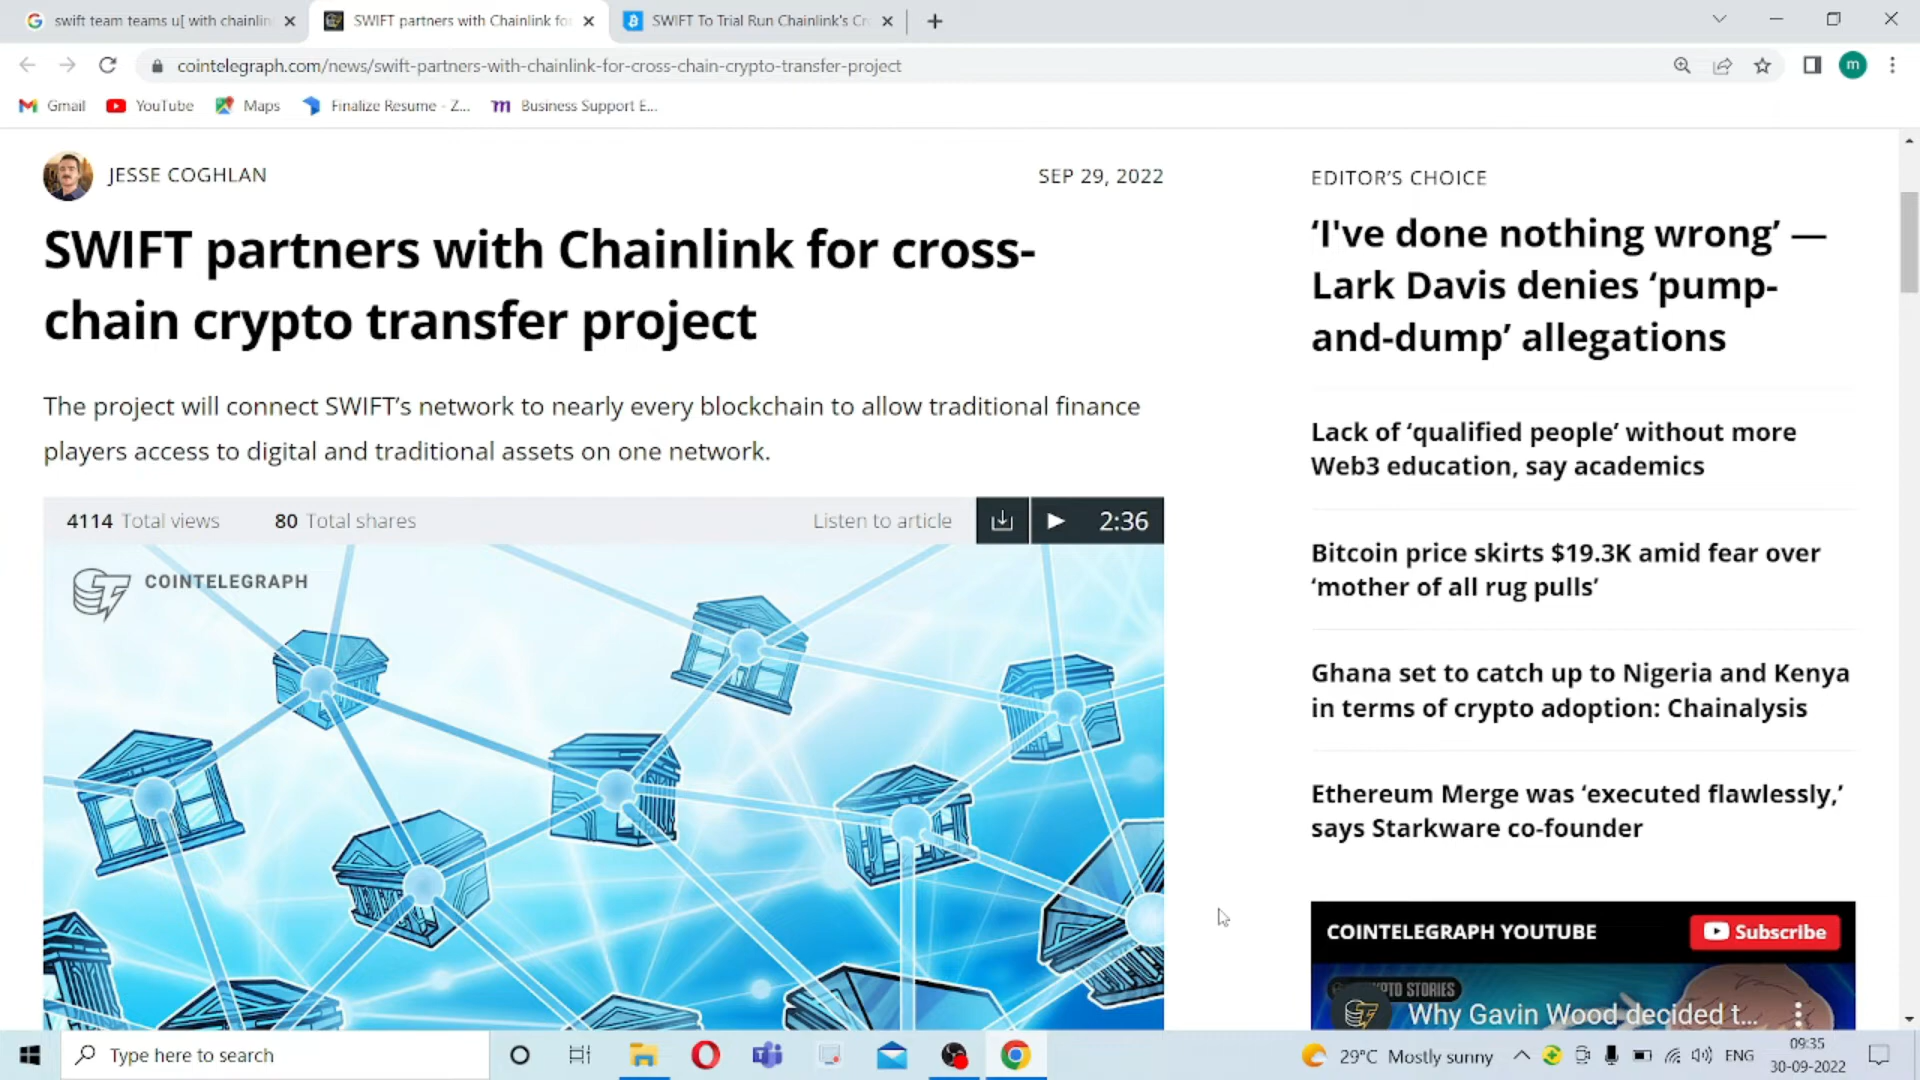 swift team teams u[ with chainlin
SWIFT partners with Chainlink fo
SWIFT To Trial Run Chainlink's Cr
cointelegraph.com/news/swift-partners-with-chainlink-for-cross-chain-crypto-transfer-project
m
Gmail
YouTube
Maps
Finalize Resume - Z...
Business Support E...
JESSE COGHLAN
SEP 29, 2022
SWIFT partners with Chainlink for cross-
chain crypto transfer project
The project will connect SWIFT's network to nearly every blockchain to allow traditional finance
players access to digital and traditional assets on one network.
4114 Total views
80 Total shares
Listen to article
2:36
COINTELEGRAPH
EDITOR'S CHOICE
‘I've done nothing wrong’ —
Lark Davis denies ‘pump-
and-dump’ allegations
Lack of ‘qualified people’ without more
Web3 education, say academics
Bitcoin price skirts $19.3K amid fear over
‘mother of all rug pulls’
Ghana set to catch up to Nigeria and Kenya
in terms of crypto adoption: Chainalysis
Ethereum Merge was ‘executed flawlessly,’
says Starkware co-founder
COINTELEGRAPH YOUTUBE
Subscribe
STORIES
Why Gavin Wood decided t...
Type here to search
29°C Mostly sunny
ENG
09:35
30-09-2022